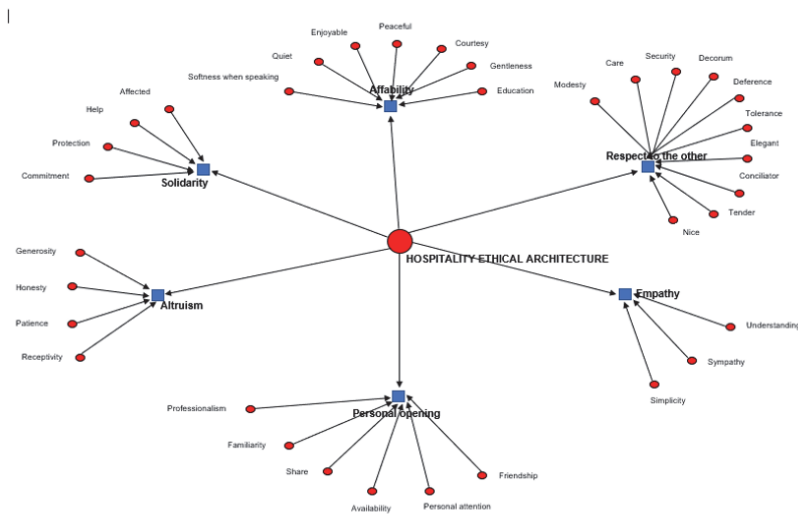 Peaceful
Enjoyable
Courtesy
Quiet
Gentleness
Softness when speaking
Affability
Education
Security
Decorum
Care
Deference
Modesty
Tolerance
Elegant
Respect to the other
Conciliator
Tender
Nice
Affected
Help
Protection
Commitment
Solidarity
HOSPITALITY ETHICAL ARCHITECTURE
Generosity
Honesty
Altruism
Patience
Receptivity
Empathy
Understanding
Sympathy
Simplicity
Professionalism
Personal opening
Familiarity
Share
Friendship
Availability
Personal attention